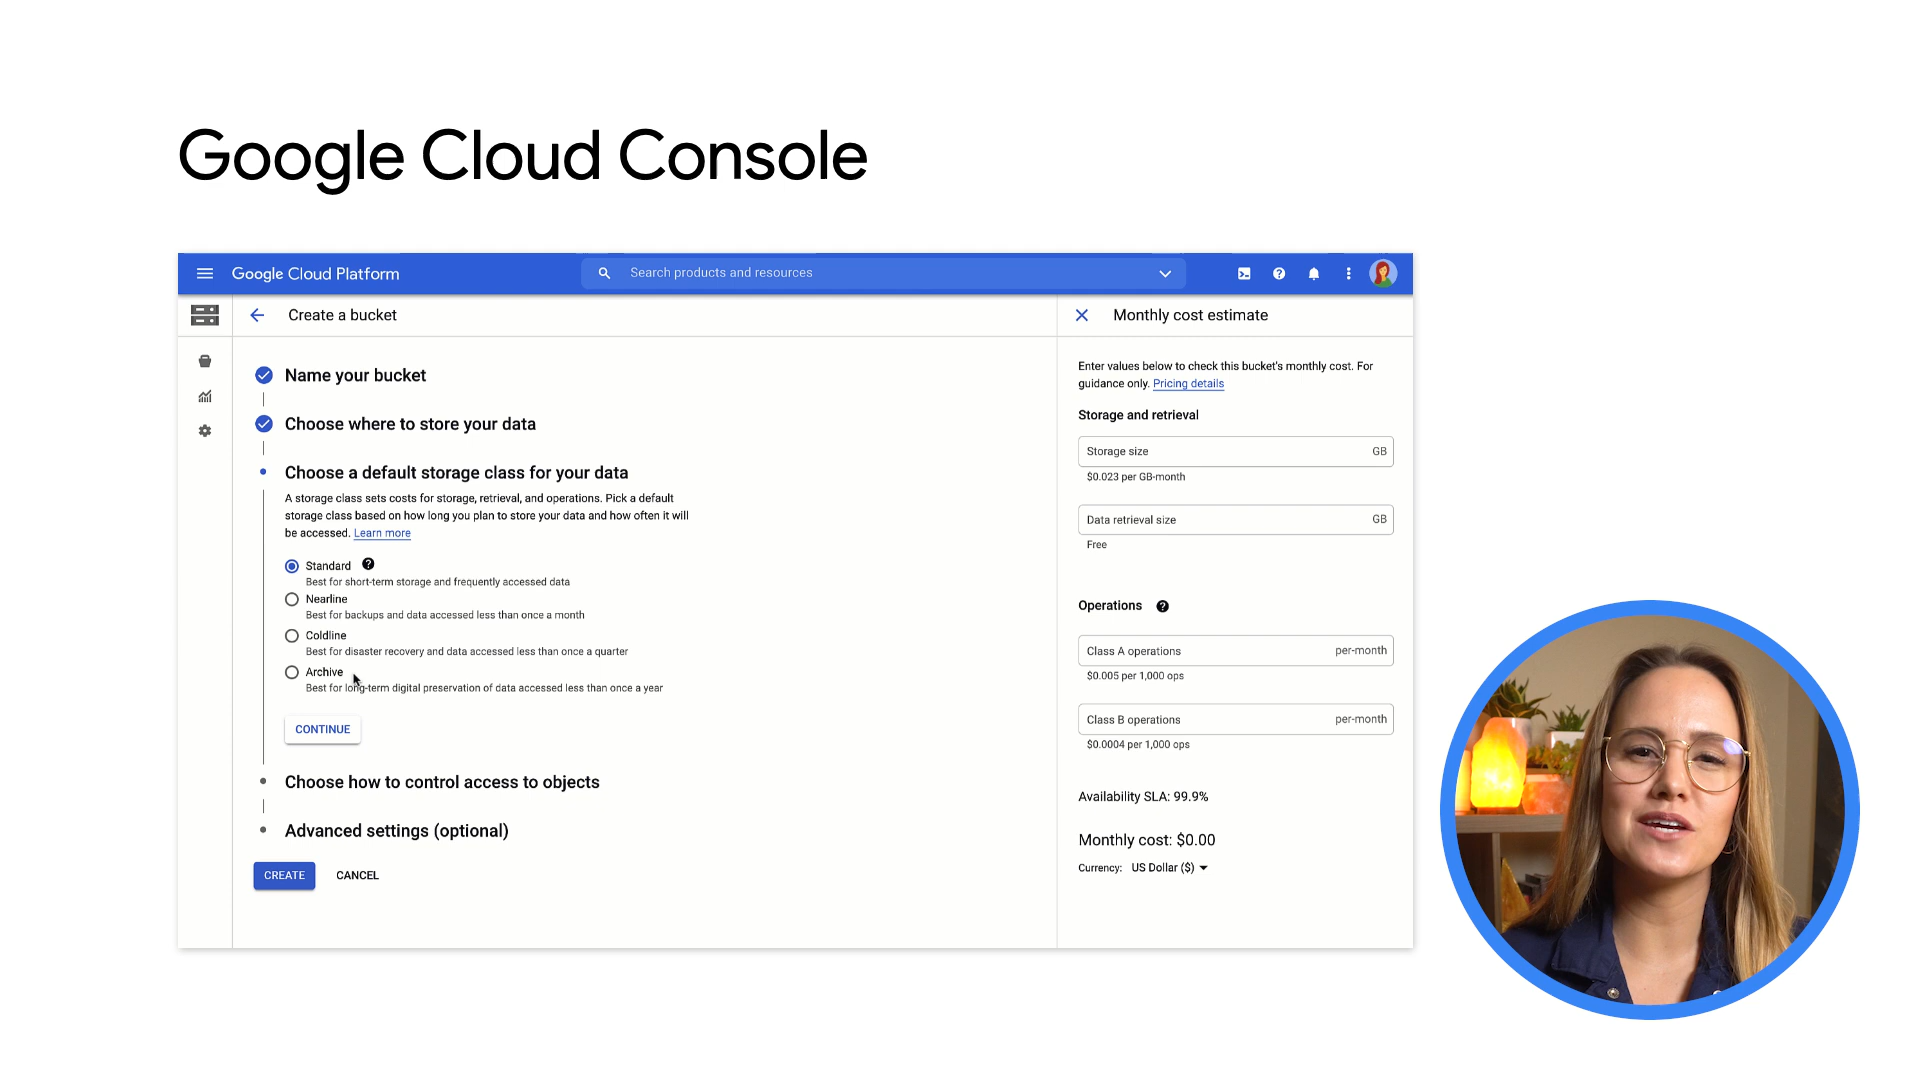 Google Cloud Console
Google Cloud Platform
Search products and resources
Create a bucket
Name your bucket
Choose where to store your data
Choose a default storage class for your data
A storage class sets costs for storage, retrieval, and operations. Pick a default
storage class based on how long you plan to store your data and how often it will
be accessed. Learn more
Standard
Best for short-term storage and frequently accessed data
Nearline
Best for backups and data accessed less than once a month
Coldline
Best for disaster recovery and data accessed less than once a quarter
Archive
Best for long-term digital preservation of data accessed less than once a year
CONTINUE
Choose how to control access to objects
Advanced settings (optional)
CREATE CANCEL
Monthly cost estimate
Enter values below to check this bucket's monthly cost. For
guidance only. Pricing details
Storage and retrieval
Storage size GB
$0.023 per GB-month
Data retrieval size GB
Free
Operations
Class A operations per-month
$0.005 per 1,000 ops
Class B operations per-month
$0.0004 per 1,000 ops
Availability SLA: 99.9%
Monthly cost: $0.00
Currency: US Dollar ($)